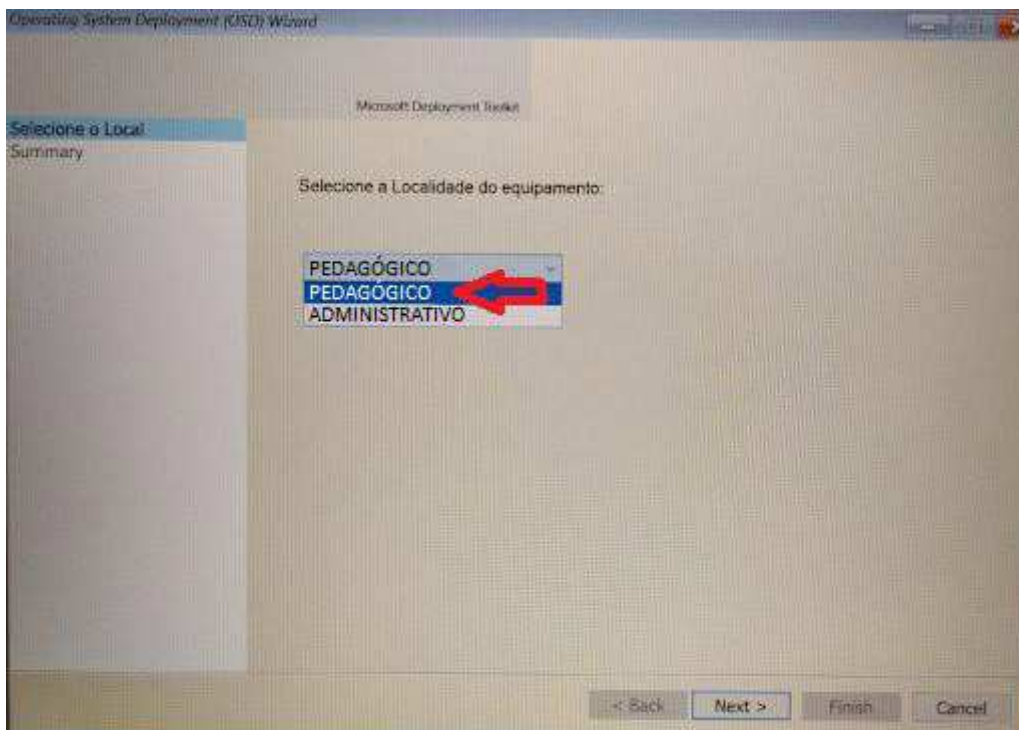 Operating System Deployment (OSD) Wizard
Microsoft Deployment Toolkit
Selecione o Local
Summary
Selecione a Localidade do equipamento:
PEDAGÓGICO
PEDAGÓGICO
ADMINISTRATIVO
< Back
Next >
Finish
Cancel